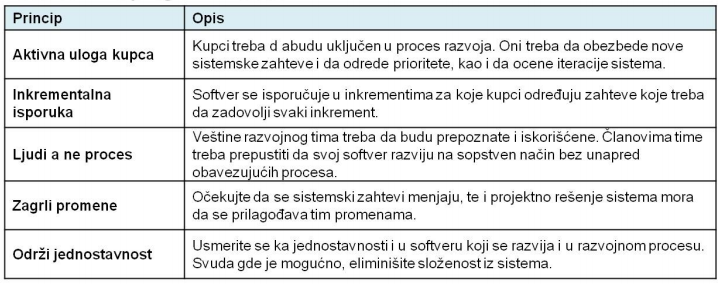 Princip Opis
Aktivna uloga kupca
Kupci treba d abudu uključen u proces razvoja. Oni treba da obezbede nove
sistemske zahteve i da odrede prioritete, kao i da ocene iteracije sistema.
Inkrementalna
isporuka
Softver se isporučuje u inkrementima za koje kupci određuju zahteve koje treba
da zadovolji svaki inkrement.
Ljudi a ne proces
Veštine razvojnog tima treba da budu prepoznate i iskorišćene. Članovima time
treba prepustiti da svoj softver razviju na sopstven način bez unapred
obavezujućih procesa.
Zagrli promene
Očekujte da se sistemski zahtevi menjaju, te i projektno rešenje sistema mora
da se prilagođava tim promenama.
Održi jednostavnost
Usmerite se ka jednostavnosti i u softveru koji se razvija i u razvojnom procesu.
Svuda gde je mogućno, eliminišite složenost iz sistema.